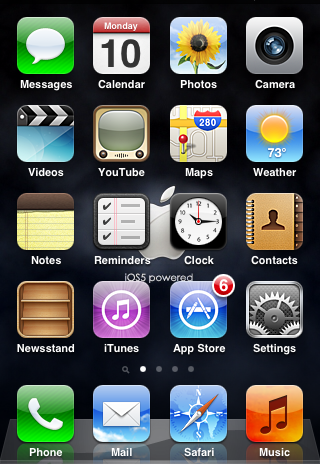 Monday
10
Messages
Calendar
Photos
Camera
280
73°
Videos
YouTube
Maps
Weather
Notes
Reminders
Clock
Contacts
iOS5 powered
6
Newsstand
iTunes
App Store
Settings
Phone
Mail
Safari
Music